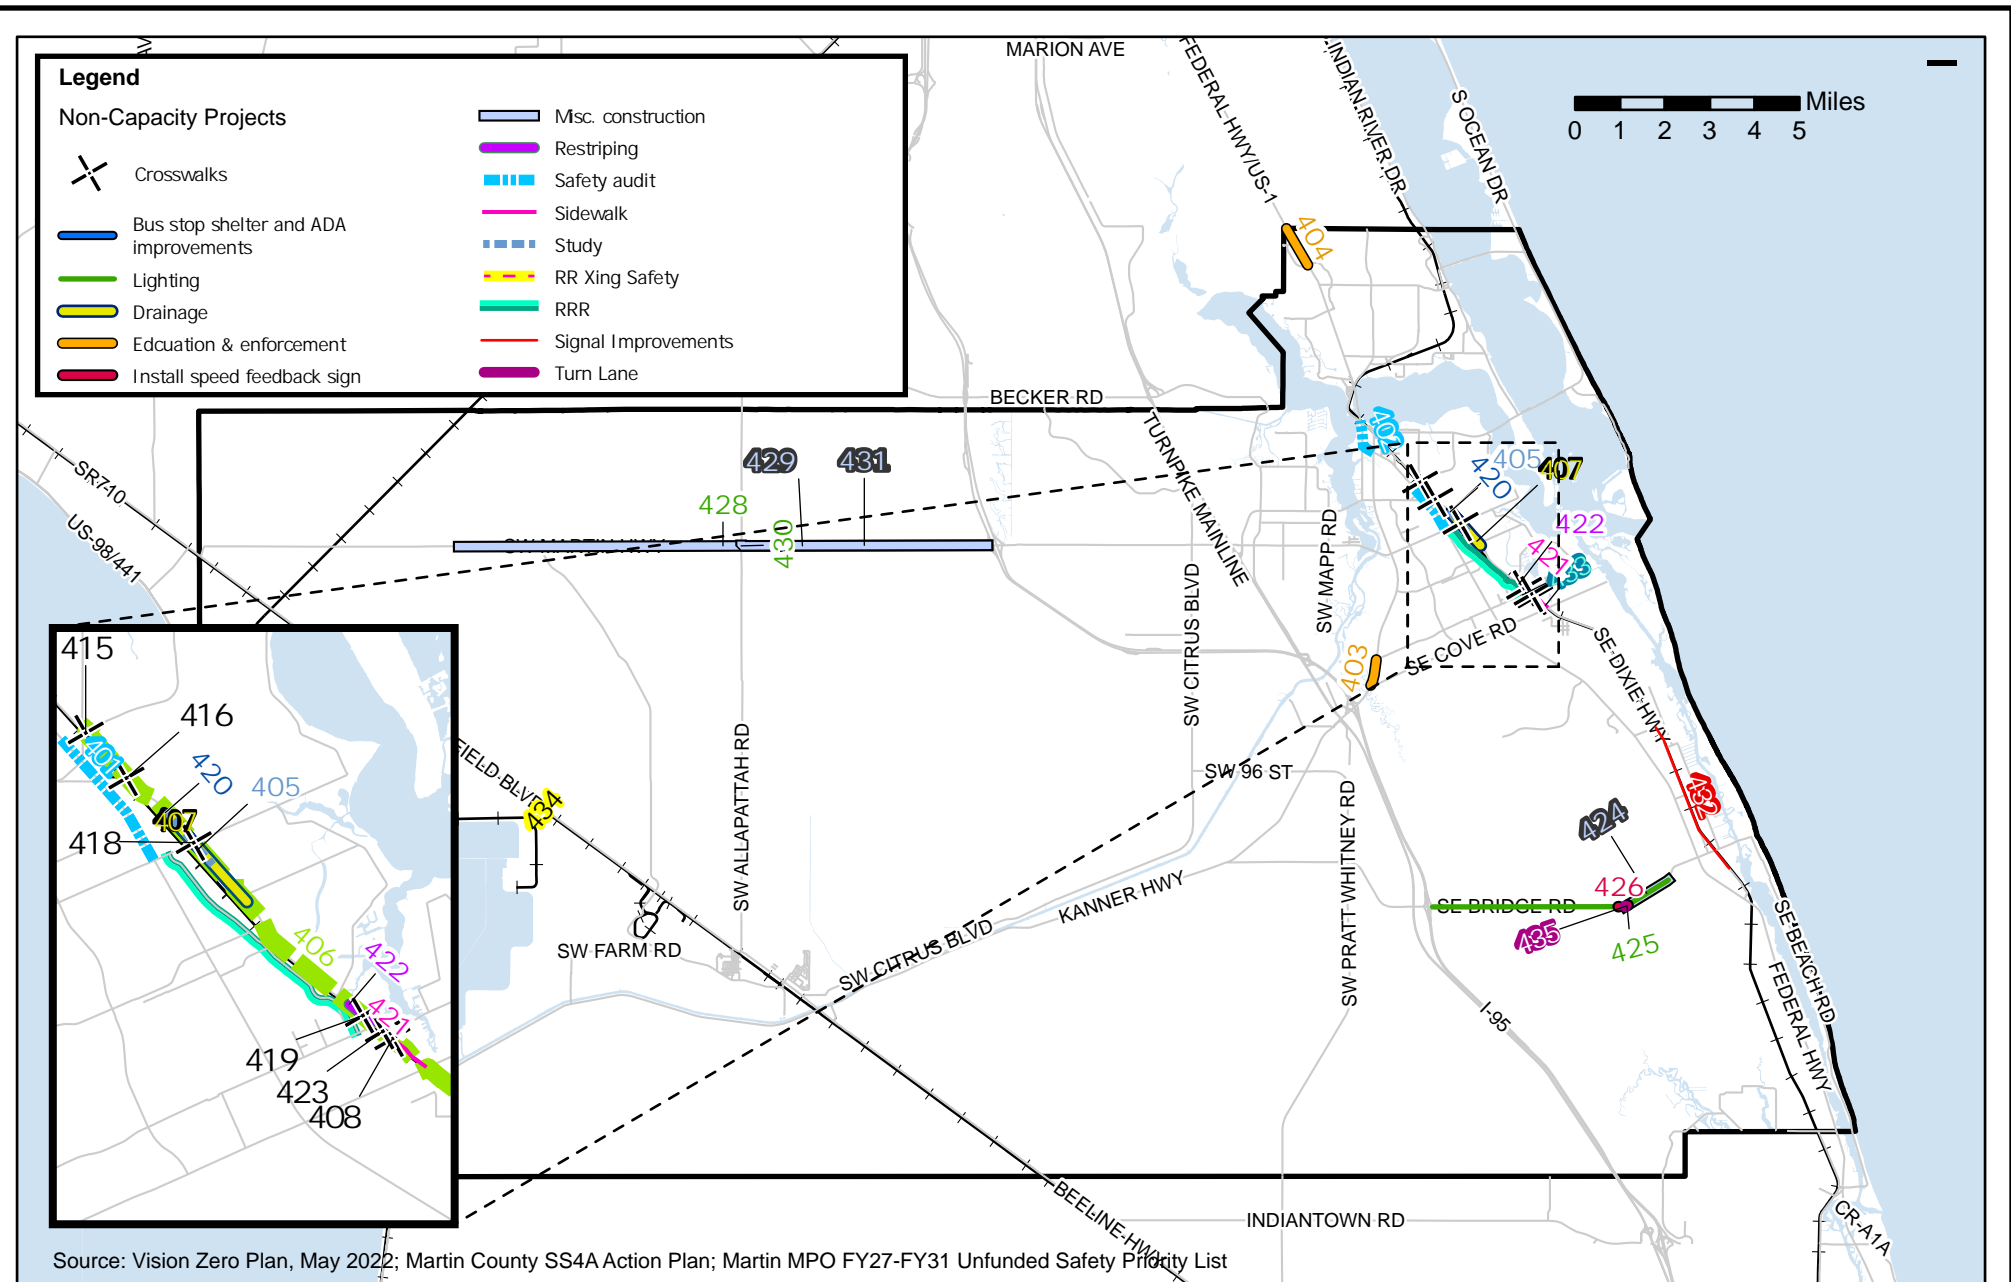 Legend
Non-Capacity Projects
Crosswalks
Bus stop shelter and ADA
improvements
Lighting
Drainage
Edcuation & enforcement
Install speed feedback sign
Misc. construction
Restriping
Safety audit
Sidewalk
Study
RR Xing Safety
RRR
Signal Improvements
Turn Lane
MARION AVE
FEDERAL HWY/US-1
INDIAN RIVER DR
S OCEAN DR
Miles
0 1 2 3 4 5
404
BECKER RD
TURNPIKE MAINLINE
SR710
US-98/441
429
431
428
430
SW MARTIN HWY
402
405
407
420
422
421
433
SW MAPP RD
SW CITRUS BLVD
403
SE COVE RD
SE DIXIE HWY
415
416
401
420
405
407
418
406
422
421
419
423
408
434
SW ALLAPATTAH RD
SW 96 ST
SW PRATT WHITNEY RD
432
424
426
SE BRIDGE RD
435
425
KANNER HWY
SW CITRUS BLVD
SW FARM RD
I-95
SE BEACH RD
FEDERAL HWY
BEELINE HWY
INDIANTOWN RD
CR-A1A
Source: Vision Zero Plan, May 2022; Martin County SS4A Action Plan; Martin MPO FY27-FY31 Unfunded Safety Priority List